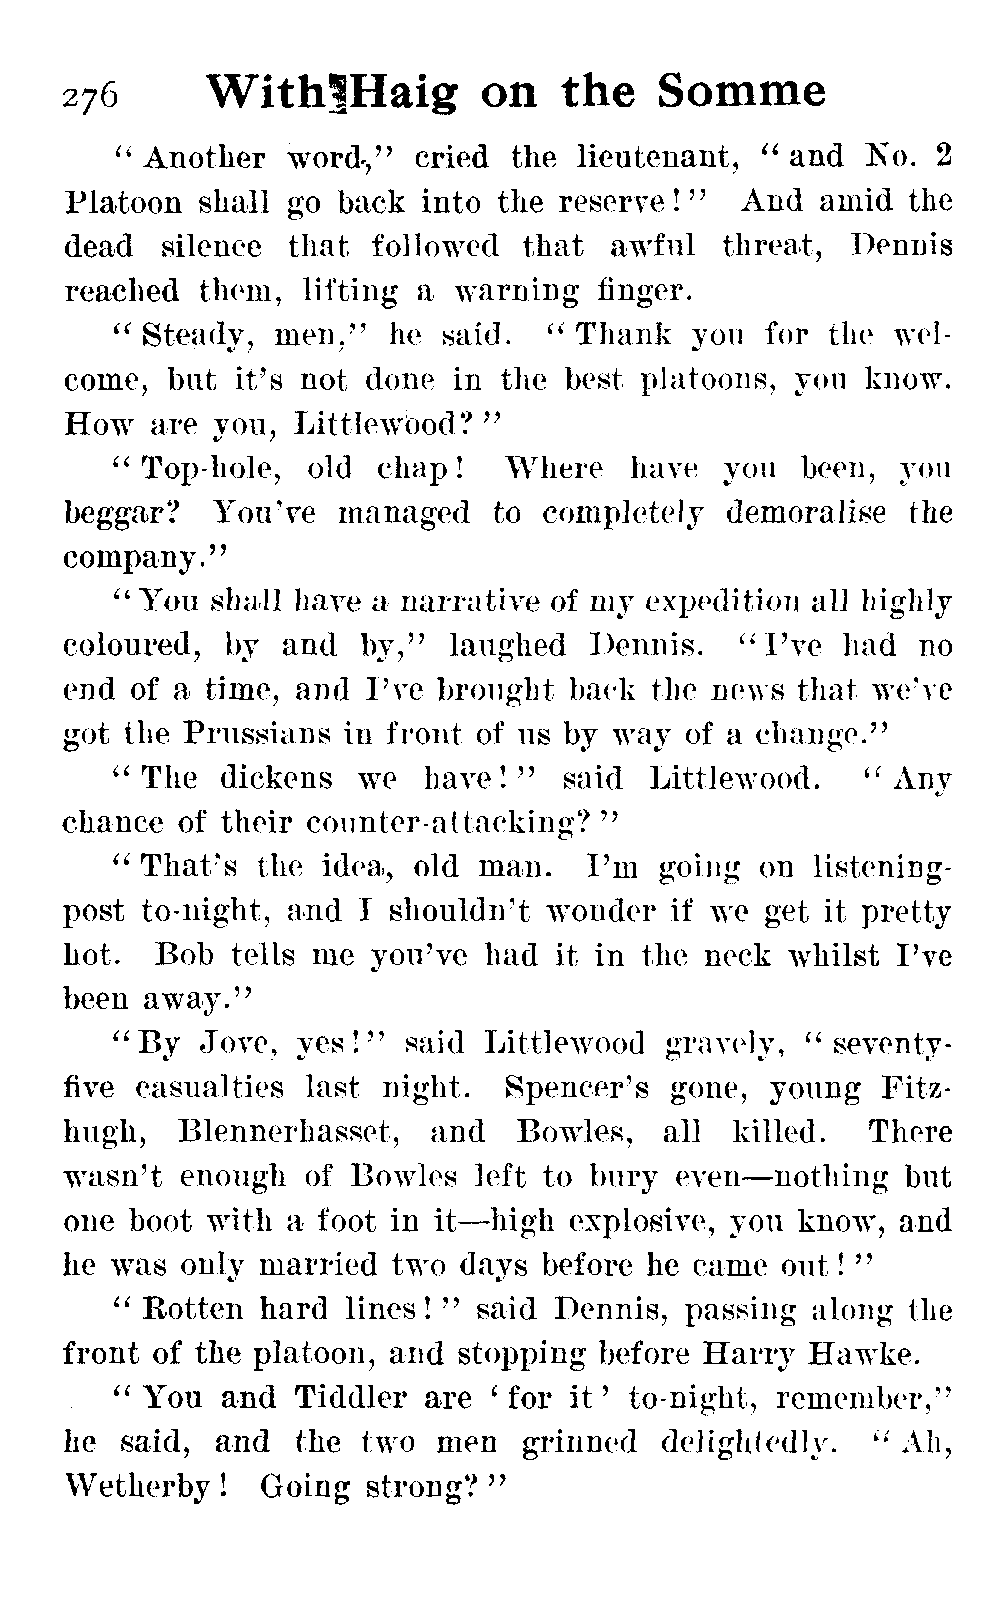 276 With Haig on the Somme
“ Another word,” cried the lieutenant, “ and No. 2
Platoon shall go back into the reserve!” And amid the
dead silence that followed that awful threat, Dennis
reached them, lifting a warning finger.
“ Steady, men,” he said. “ Thank you for the wel-
come, but it’s not done in the best platoons, you know.
How are you, Littlewood? ”
“ Top-hole, old chap! Where have you been, you
beggar? You’ve managed to completely demoralise the
company.”
“ You shall have a narrative of my expedition all highly
coloured, by and by,” laughed Dennis. “ I’ve had no
end of a time, and I’ve brought back the news that we’ve
got the Prussians in front of us by way of a change.”
“ The dickens we have! ” said Littlewood. “ Any
chance of their counter-attacking? ”
“ That’s the idea, old man. I’m going on listening-
post to-night, and I shouldn’t wonder if we get it pretty
hot. Bob tells me you’ve had it in the neck whilst I’ve
been away.”
“ By Jove, yes!” said Littlewood gravely, “ seventy-
five casualties last night. Spencer’s gone, young Fitz-
hugh, Blennerhasset, and Bowles, all killed. There
wasn’t enough of Bowles left to bury even—nothing but
one boot with a foot in it—high explosive, you know, and
he was only married two days before he came out! ”
“ Rotten hard lines! ” said Dennis, passing along the
front of the platoon, and stopping before Harry Hawke.
“ You and Tiddler are ‘ for it ’ to-night, remember,”
he said, and the two men grinned delightedly. “ Ah,
Wetherby! Going strong? ”